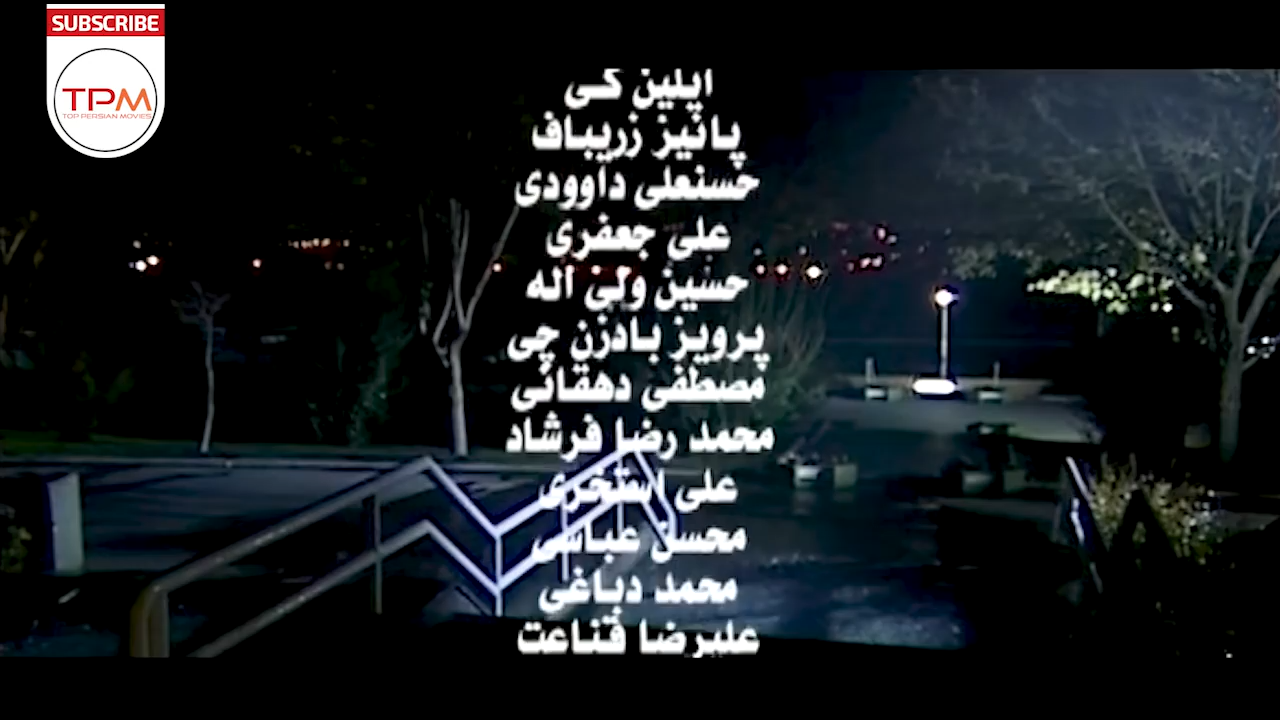 SUBSCRIBE
TPM
TOP PERSIAN MOVIES
ایلین کی
پانیذ زریباف
حسنعلی داوودی
علی جعفری
حسین ولی اله
پرویز بادزن چی
مصطفی دهقانی
محمد رضا فرشاد
علی استخری
محسن عباسی
محمد دباغی
علیرضا قناعت